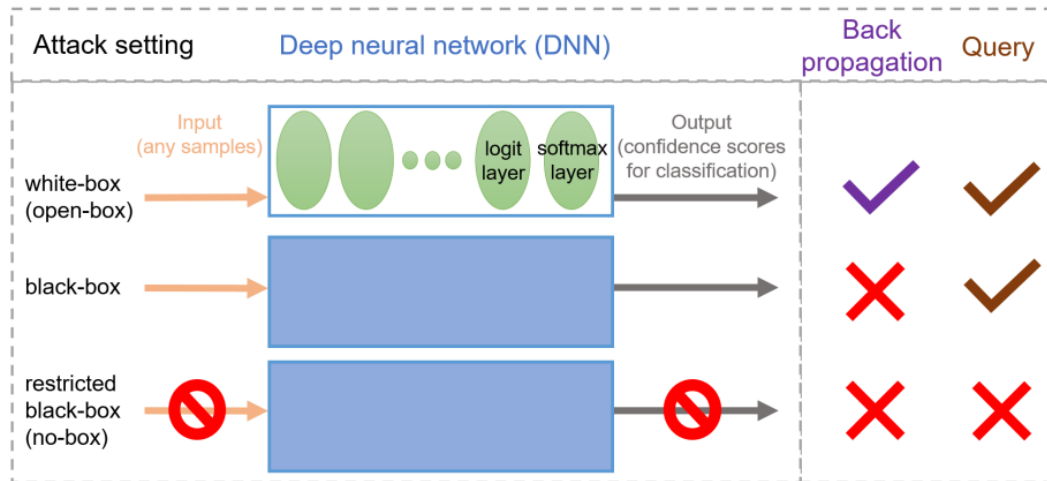 Attack setting
Deep neural network (DNN)
Back
propagation
Query
Input
(any samples)
logit
layer
softmax
layer
Output
(confidence scores
for classification)
white-box
(open-box)
black-box
restricted
black-box
(no-box)